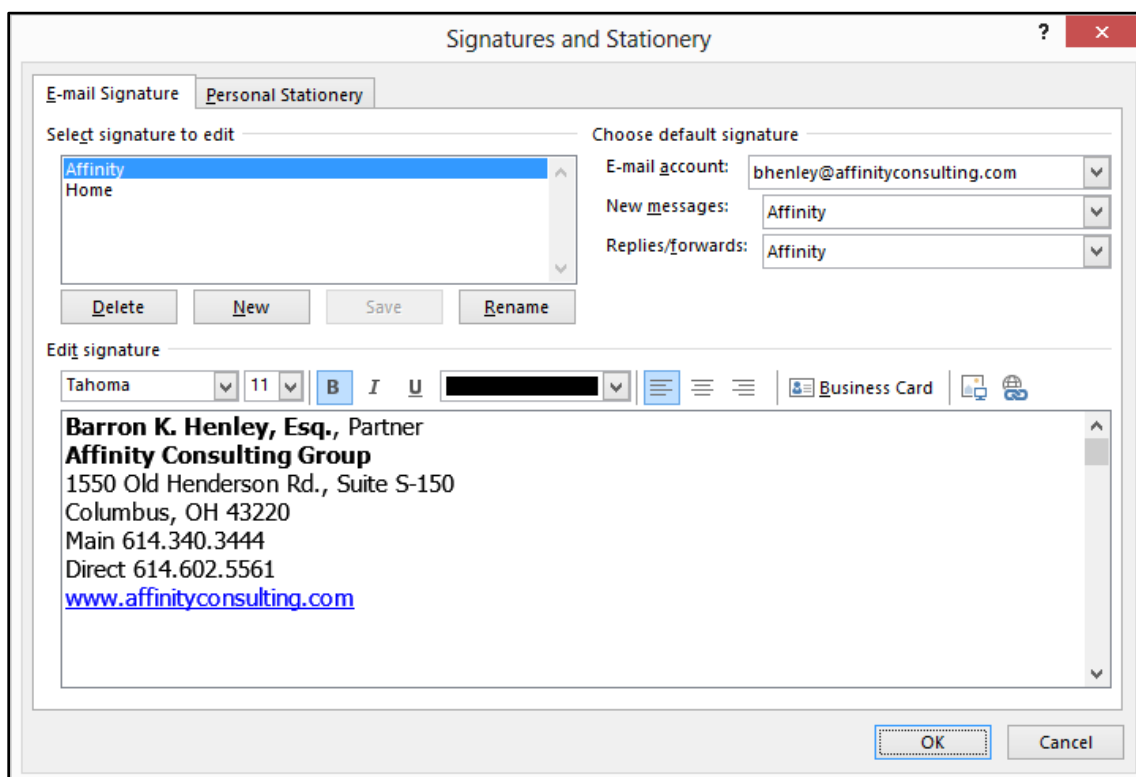 Signatures and Stationery
?
E-mail Signature
Personal Stationery
Select signature to edit
Affinity
Home
Delete
New
Save
Rename
Choose default signature
E-mail account: bhenley@affinityconsulting.com
New messages: Affinity
Replies/forwards: Affinity
Edit signature
Tahoma 11 B I U Business Card
Barron K. Henley, Esq., Partner
Affinity Consulting Group
1550 Old Henderson Rd., Suite S-150
Columbus, OH 43220
Main 614.340.3444
Direct 614.602.5561
www.affinityconsulting.com
OK Cancel